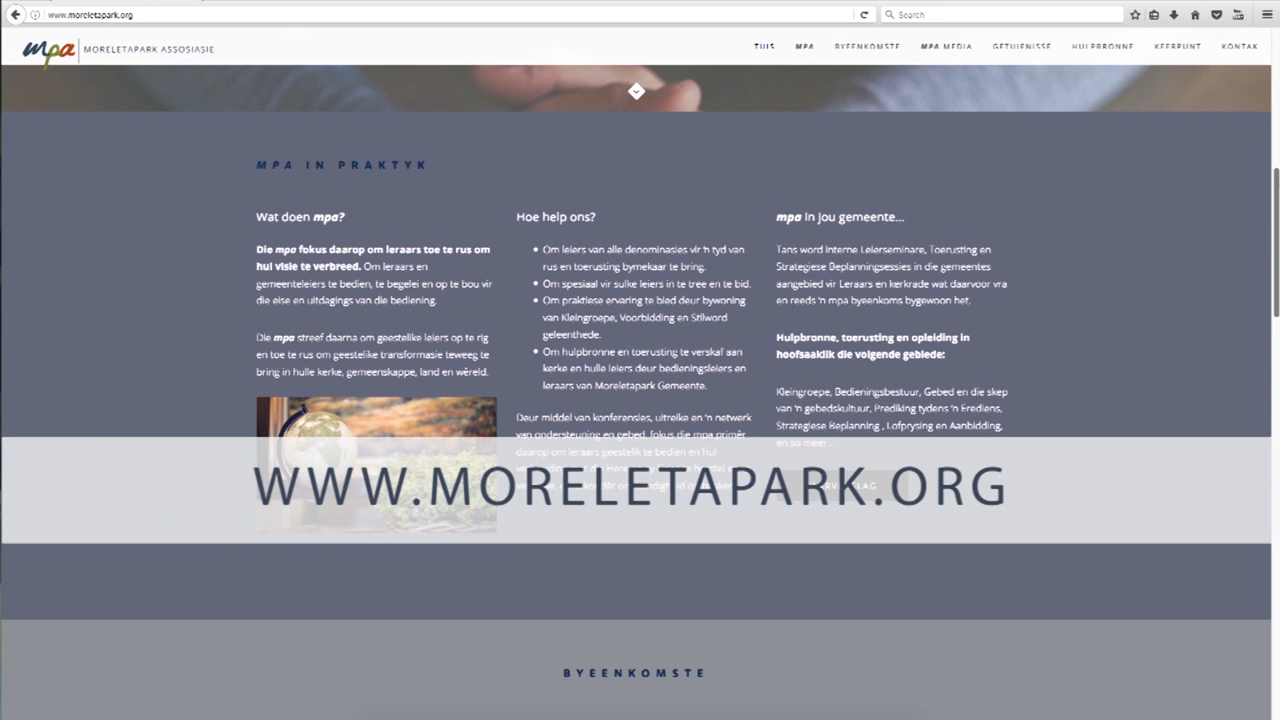 www.moreletapark.org
Search
mpa MORELETAPARK ASSOSIASIE
TUIS MPA BYEENKOMSTE MPA MEDIA GETUIENISSE HULPBRONNE KEERPUNT KONTAK
MPA IN PRAKTYK
Wat doen mpa?
Die mpa fokus daarop om leraars toe te rus om
hul visie te verbreed. Om leraars en
gemeenteleiers te bedien, te begelei en op te bou vir
die eise en uitdagings van die bediening.
Die mpa streef daarna om geestelike leiers op te rig
en toe te rus om geestelike transformasie teweeg te
bring in hulle kerke, gemeenskappe, land en wêreld.
Hoe help ons?
• Om leiers van alle denominasies vir 'n tyd van
rus en toerusting bymekaar te bring.
• Om spesiaal vir sulke leiers in te tree en te bid.
• Om praktiese ervaring te bied deur bywoning
van Kleingroepe, Voorbidding en Stilword
geleenthede.
• Om hulpbronne en toerusting te verskaf aan
kerke en hulle leiers deur bedieningsleiers en
leraars van Moreletapark Gemeente.
Deur middel van konferensies, uitreike en 'n netwerk
van ondersteuning en gebed, fokus die mpa primêr
daarop om leraars geestelik te bedien en hul
mpa in jou gemeente...
Tans word Interne Leierseminare, Toerusting en
Strategiese Beplanningsessies in die gemeentes
aangebied vir Leraars en kerkrade wat daarvoor vra
en reeds 'n mpa byeenkoms bygewoon het.
Hulpbronne, toerusting en opleiding in
hoofsaaklik die volgende gebiede:
Kleingroepe, Bedieningsbestuur, Gebed en die skep
van 'n gebedskultuur, Prediking tydens 'n Erediens,
Strategiese Beplanning , Lofprysing en Aanbidding,
en so meer...
WWW.MORELETAPARK.ORG
BYEENKOMSTE